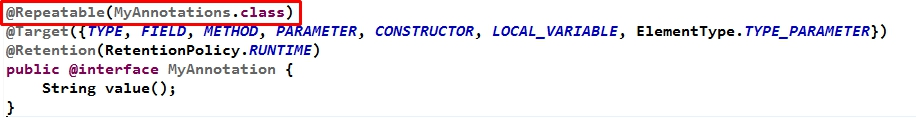 @Repeatable(MyAnnotations.class)
@Target({TYPE, FIELD, METHOD, PARAMETER, CONSTRUCTOR, LOCAL_VARIABLE, ElementType.TYPE_PARAMETER})
@Retention(RetentionPolicy.RUNTIME)
public @interface MyAnnotation {
    String value();
}